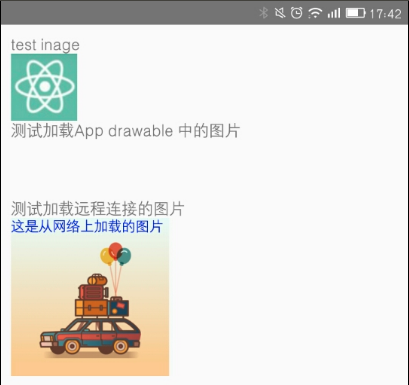 17:42
test inage
测试加载App drawable 中的图片
测试加载远程连接的图片
这是从网络上加载的图片